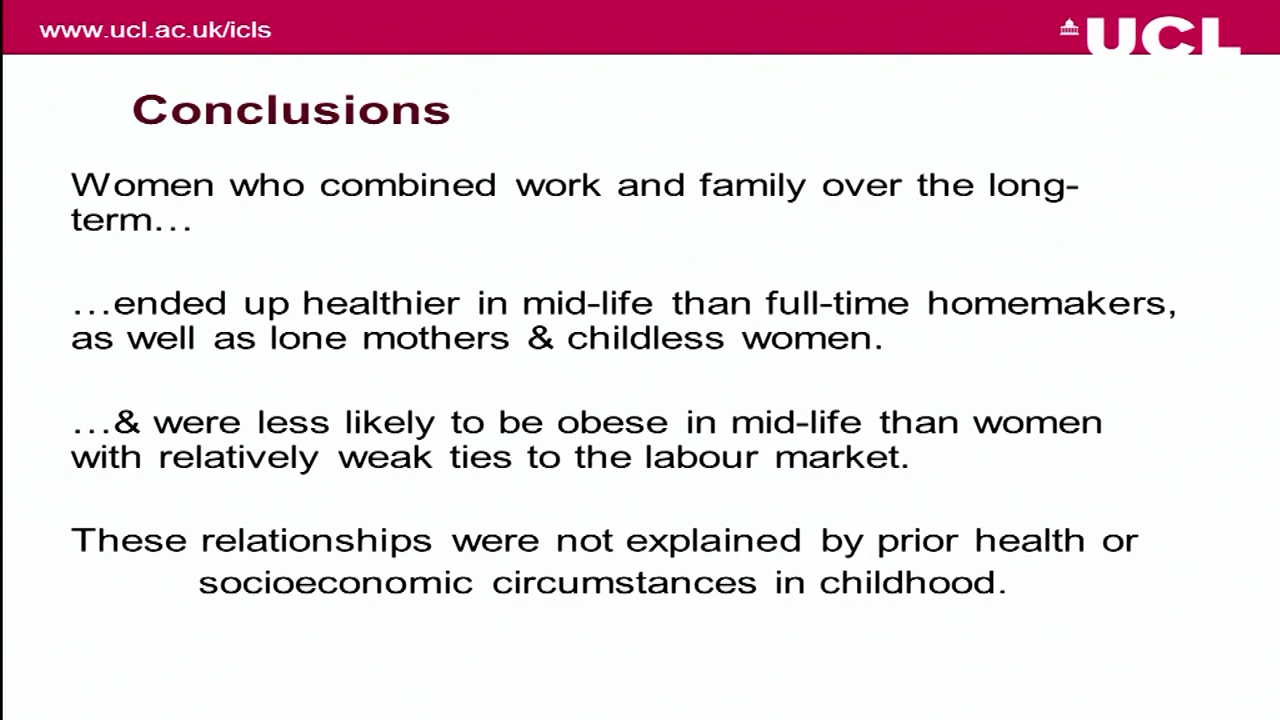 www.ucl.ac.uk/icls
UCL
Conclusions
Women who combined work and family over the long-
term…
…ended up healthier in mid-life than full-time homemakers,
as well as lone mothers & childless women.
…& were less likely to be obese in mid-life than women
with relatively weak ties to the labour market.
These relationships were not explained by prior health or
socioeconomic circumstances in childhood.